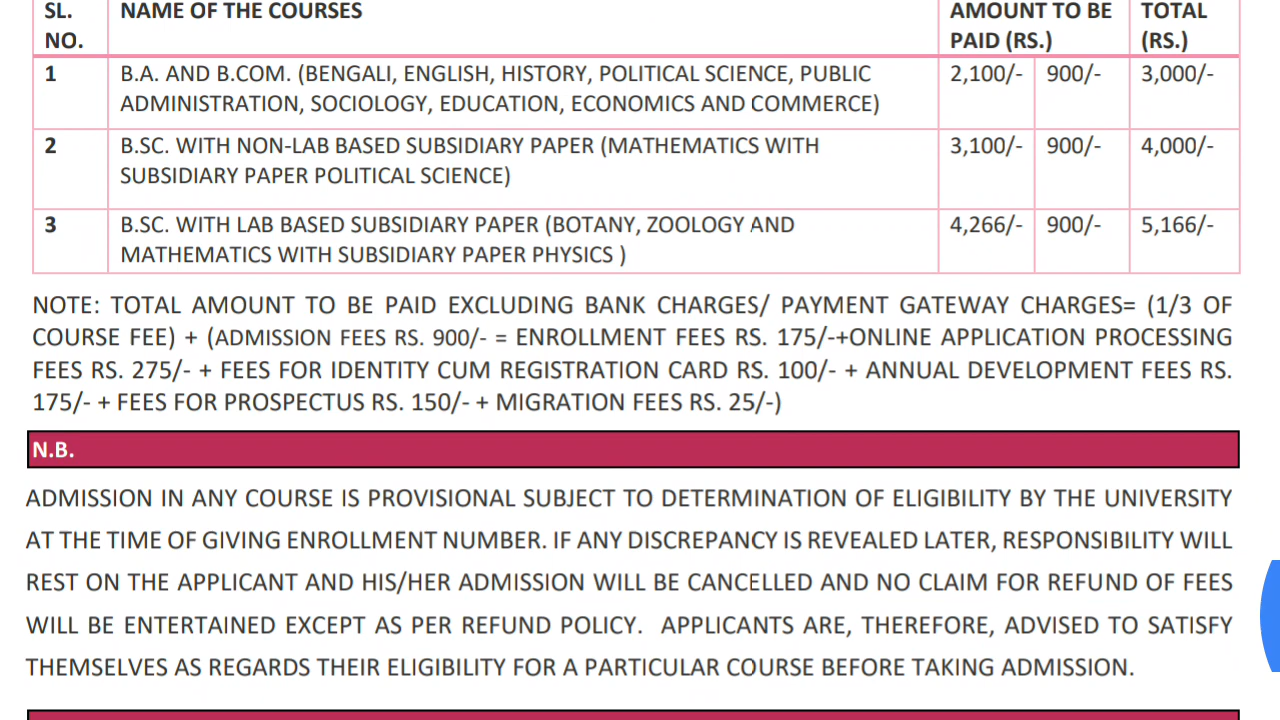 SL. NAME OF THE COURSES AMOUNT TO BE TOTAL
NO. PAID (RS.) (RS.)
1 B.A. AND B.COM. (BENGALI, ENGLISH, HISTORY, POLITICAL SCIENCE, PUBLIC 2,100/- 900/- 3,000/-
ADMINISTRATION, SOCIOLOGY, EDUCATION, ECONOMICS AND COMMERCE)
2 B.SC. WITH NON-LAB BASED SUBSIDIARY PAPER (MATHEMATICS WITH 3,100/- 900/- 4,000/-
SUBSIDIARY PAPER POLITICAL SCIENCE)
3 B.SC. WITH LAB BASED SUBSIDIARY PAPER (BOTANY, ZOOLOGY AND 4,266/- 900/- 5,166/-
MATHEMATICS WITH SUBSIDIARY PAPER PHYSICS )
NOTE: TOTAL AMOUNT TO BE PAID EXCLUDING BANK CHARGES/ PAYMENT GATEWAY CHARGES= (1/3 OF
COURSE FEE) + (ADMISSION FEES RS. 900/- = ENROLLMENT FEES RS. 175/-+ONLINE APPLICATION PROCESSING
FEES RS. 275/- + FEES FOR IDENTITY CUM REGISTRATION CARD RS. 100/- + ANNUAL DEVELOPMENT FEES RS.
175/- + FEES FOR PROSPECTUS RS. 150/- + MIGRATION FEES RS. 25/-)
N.B.
ADMISSION IN ANY COURSE IS PROVISIONAL SUBJECT TO DETERMINATION OF ELIGIBILITY BY THE UNIVERSITY
AT THE TIME OF GIVING ENROLLMENT NUMBER. IF ANY DISCREPANCY IS REVEALED LATER, RESPONSIBILITY WILL
REST ON THE APPLICANT AND HIS/HER ADMISSION WILL BE CANCELLED AND NO CLAIM FOR REFUND OF FEES
WILL BE ENTERTAINED EXCEPT AS PER REFUND POLICY. APPLICANTS ARE, THEREFORE, ADVISED TO SATISFY
THEMSELVES AS REGARDS THEIR ELIGIBILITY FOR A PARTICULAR COURSE BEFORE TAKING ADMISSION.